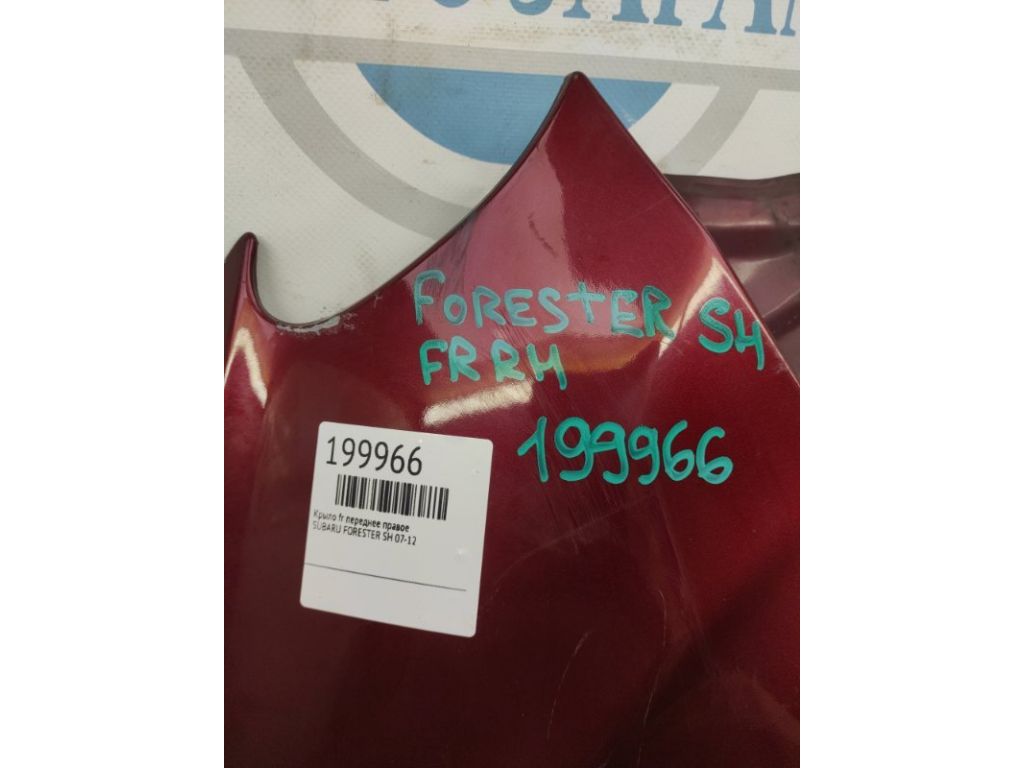 FORESTER SH
FR RH
199966
199966
Крыло fr переднее правое
SUBARU FORESTER SH 07-12